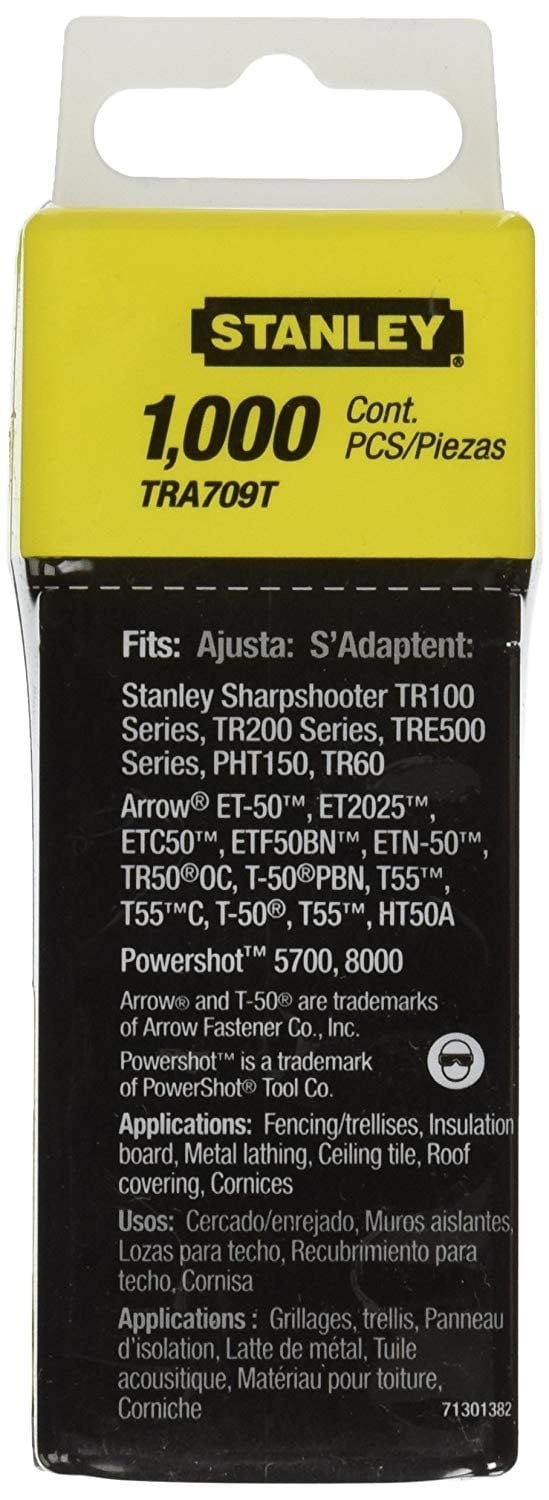 STANLEY®
1,000 Cont.
PCS/Piezas
TRA709T
Fits: Ajusta: S'Adaptent:
Stanley Sharpshooter TR100
Series, TR200 Series, TRE500
Series, PHT150, TR60
Arrow® ET-50™, ET2025™,
ETC50™, ETF50BN™, ETN-50™,
TR50®OC, T-50®PBN, T55™,
T55™C, T-50®, T55™, HT50A
Powershot™ 5700, 8000
Arrow® and T-50® are trademarks
of Arrow Fastener Co., Inc.
Powershot™ is a trademark
of PowerShot® Tool Co.
Applications: Fencing/trellises, Insulation
board, Metal lathing, Ceiling tile, Roof
covering, Cornices
Usos: Cercado/enrejado, Muros aislantes,
Lozas para techo, Recubrimiento para
techo, Cornisa
Applications : Grillages, trellis, Panneau
d'isolation, Latte de métal, Tuile
acousitique, Matériau pour toiture,
Corniche
71301382